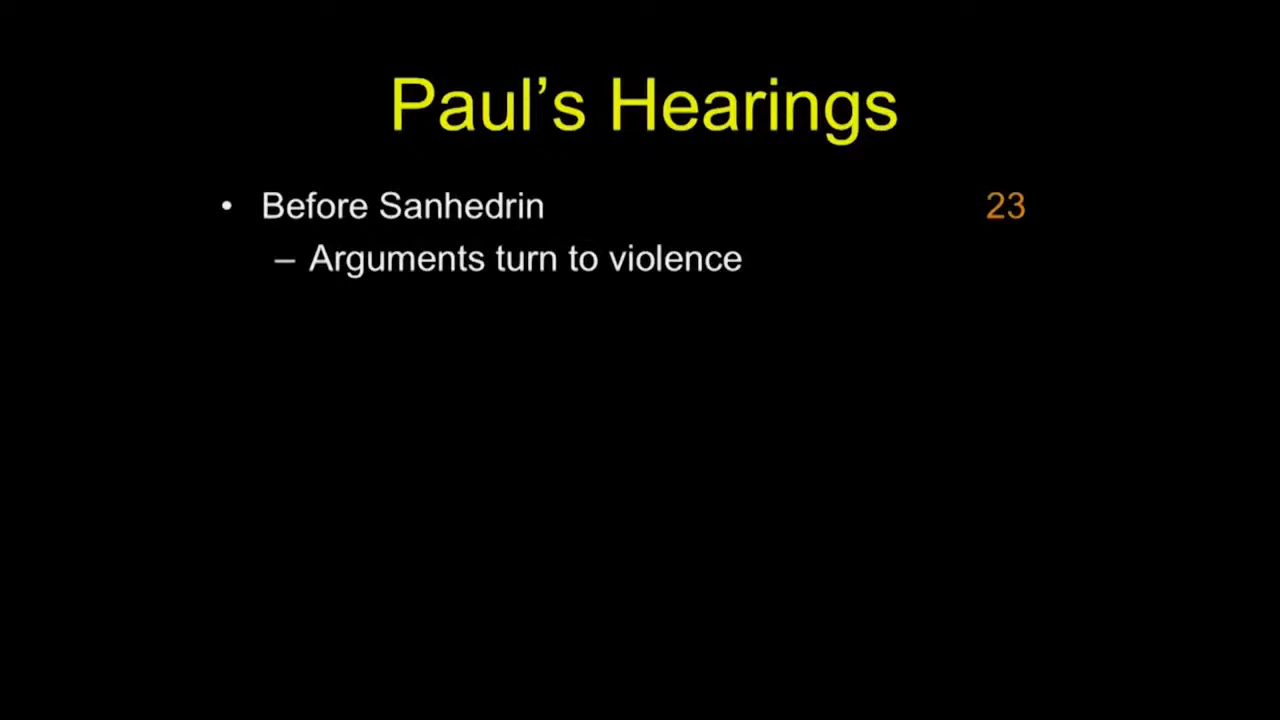 Paul’s Hearings
• Before Sanhedrin 23
– Arguments turn to violence